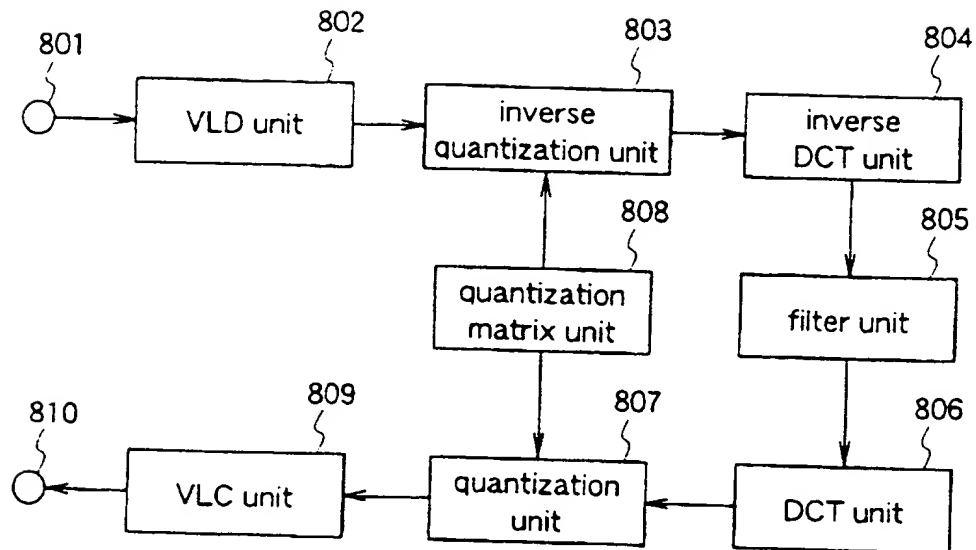 801
802
803
804
VLD unit
inverse
quantization unit
inverse
DCT unit
808
805
quantization
matrix unit
filter unit
810
809
807
806
VLC unit
quantization
unit
DCT unit